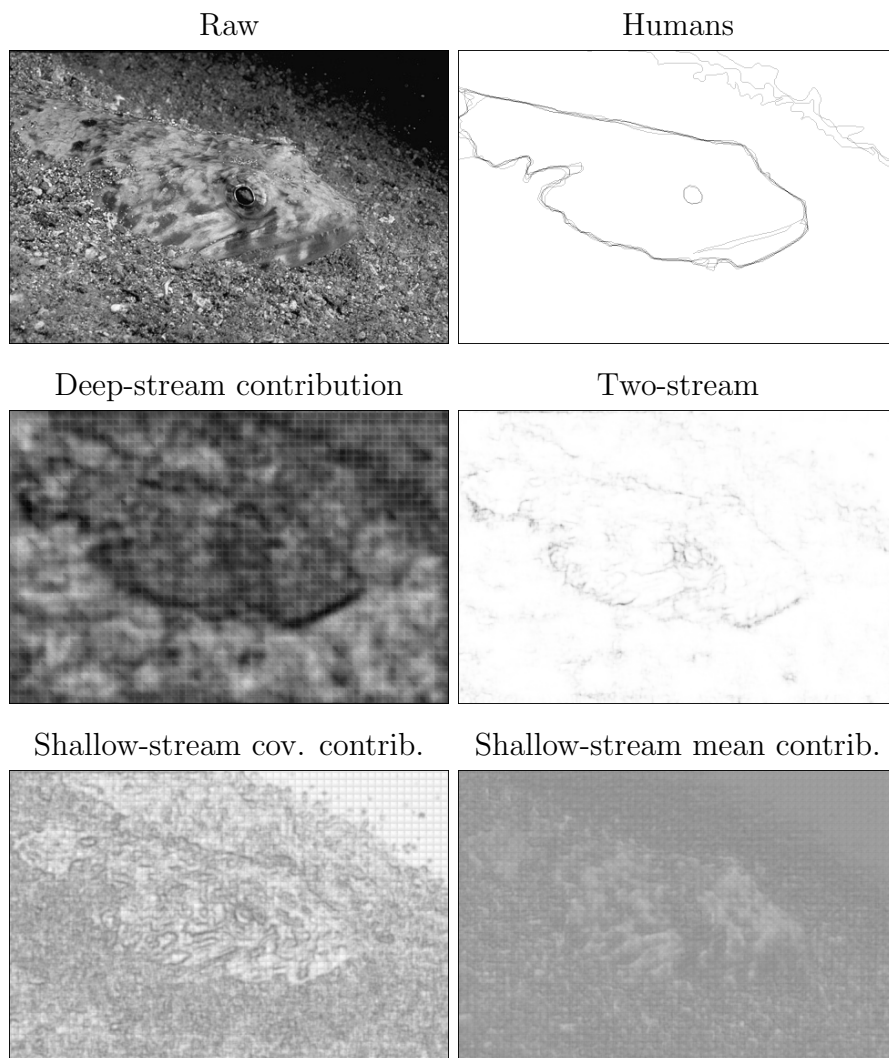 Raw
Humans
Deep-stream contribution
Two-stream
Shallow-stream cov. contrib.
Shallow-stream mean contrib.